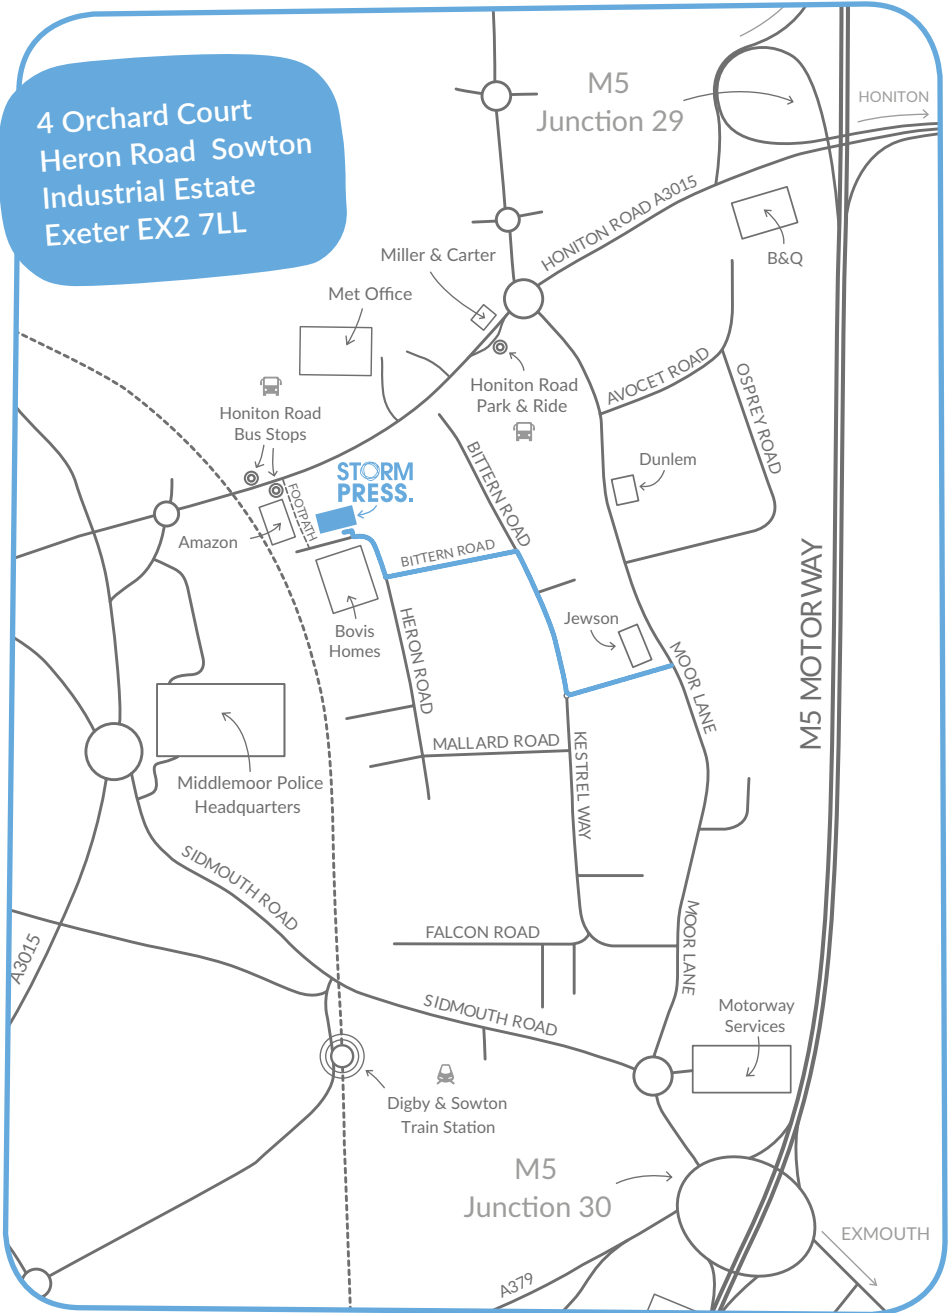 4 Orchard Court
Heron Road Sowton
Industrial Estate
Exeter EX2 7LL
M5
Junction 29
HONITON
HONITON ROAD A3015
B&Q
Miller & Carter
Met Office
Honiton Road
Park & Ride
AVOCET ROAD
OSPREY ROAD
Honiton Road
Bus Stops
STORM
PRESS.
FOOTPATH
Amazon
BITTERN ROAD
Dunlem
BITTERN ROAD
Bovis
Homes
HERON ROAD
Jewson
MOOR LANE
M5 MOTORWAY
MALLARD ROAD
KESTREL WAY
Middlemoor Police
Headquarters
SIDMOUTH ROAD
A3015
FALCON ROAD
MOOR LANE
SIDMOUTH ROAD
Motorway
Services
Digby & Sowton
Train Station
M5
Junction 30
EXMOUTH
A379